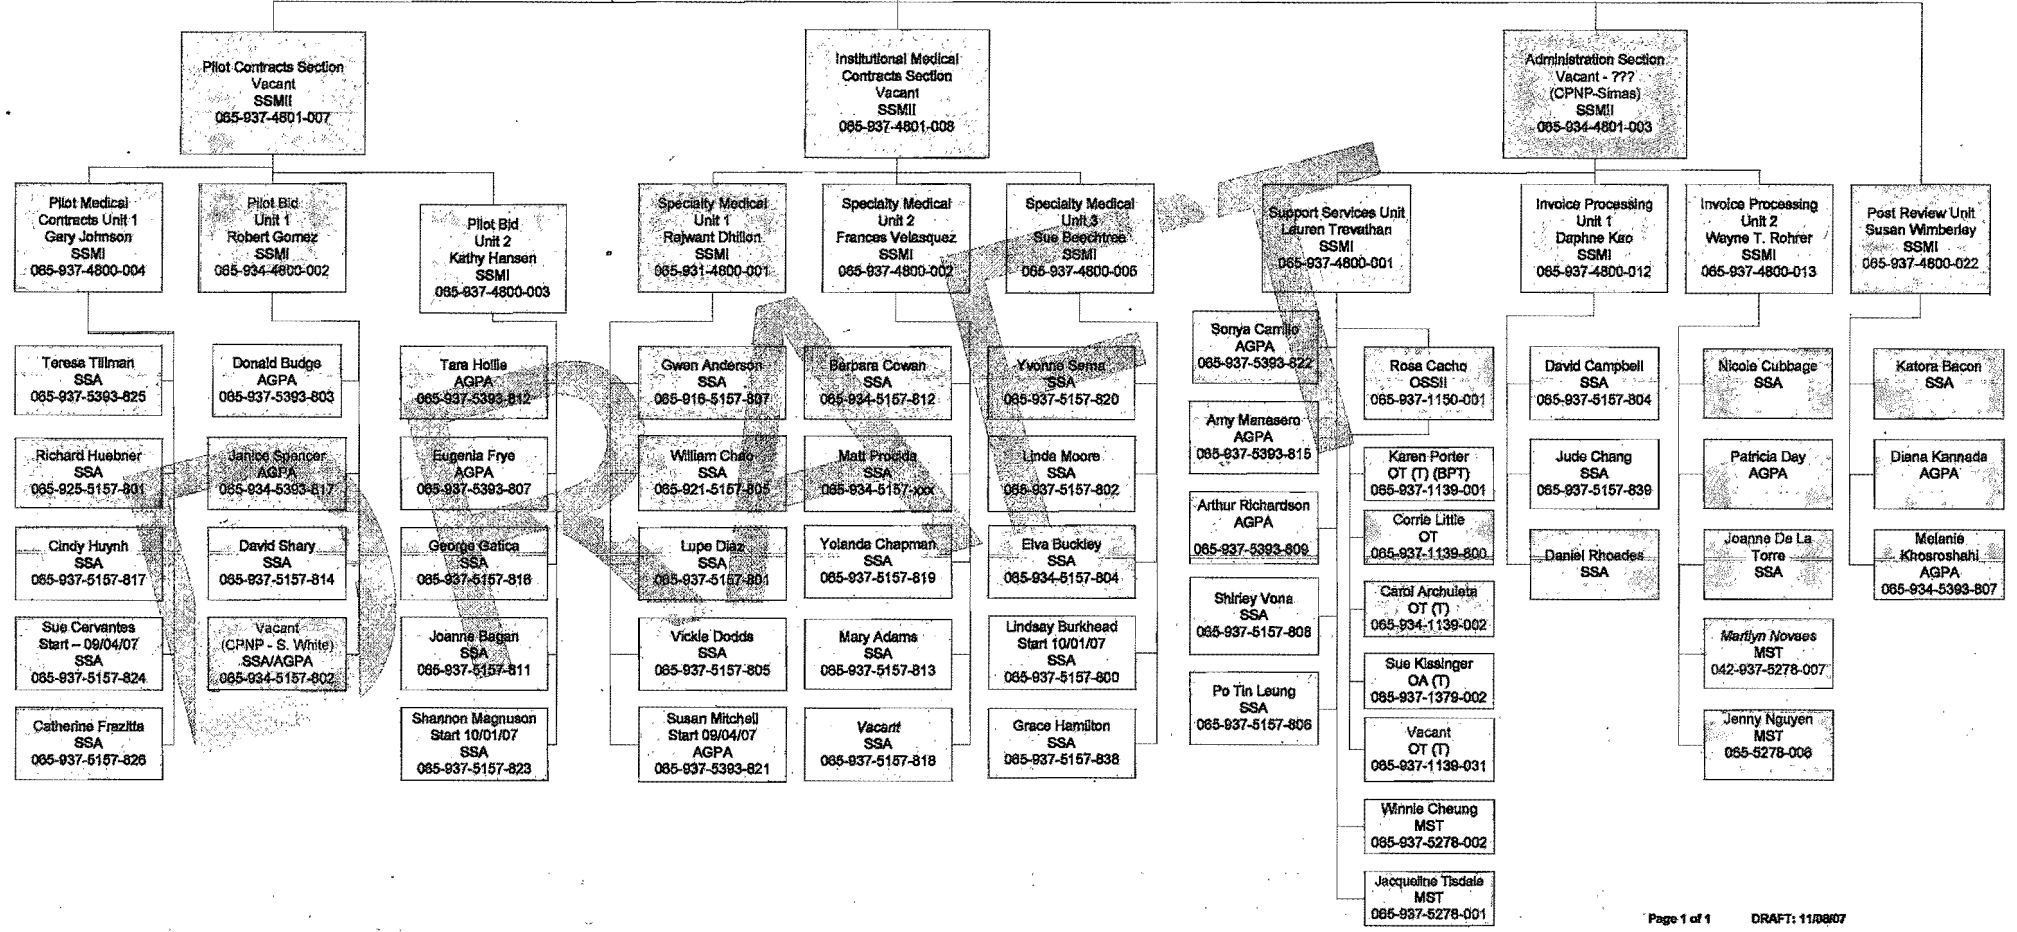 Pilot Contracts Section
Vacant
SSMII
065-937-4801-007
Institutional Medical
Contracts Section
Vacant
SSMII
065-937-4801-008
Administration Section
Vacant - ???
(CPNP-Simas)
SSMII
065-934-4801-003
Pilot Medical
Contracts Unit 1
Gary Johnson
SSMI
065-937-4800-004
Pilot Bid
Unit 1
Robert Gomez
SSMI
065-934-4800-002
Pilot Bid
Unit 2
Kathy Hansen
SSMI
065-937-4800-003
Specialty Medical
Unit 1
Rajwant Dhillon
SSMI
065-931-4800-001
Specialty Medical
Unit 2
Frances Velasquez
SSMI
065-937-4800-002
Specialty Medical
Unit 3
Sue Beechtree
SSMI
065-937-4800-006
Support Services Unit
Lauren Trevathan
SSMI
065-937-4800-001
Invoice Processing
Unit 1
Daphne Kao
SSMI
065-937-4800-012
Invoice Processing
Unit 2
Wayne T. Rohrer
SSMI
065-937-4800-013
Post Review Unit
Susan Wimberley
SSMI
065-937-4800-022
Teresa Tillman
SSA
065-937-5393-825
Richard Huebner
SSA
065-925-5157-801
Cindy Huynh
SSA
065-937-5157-817
Sue Cervantes
Start – 09/04/07
SSA
065-937-5157-824
Catherine Frazitta
SSA
065-937-5157-826
Donald Budge
AGPA
065-937-5393-803
Janice Spencer
AGPA
065-934-5393-817
David Shary
SSA
065-937-5157-814
Vacant
(CPNP - S. White)
SSA/AGPA
065-934-5157-802
Tara Hollie
AGPA
065-937-5393-812
Eugenia Frye
AGPA
065-937-5393-807
George Gatica
SSA
065-937-5157-816
Joanne Bagan
SSA
065-937-5157-811
Shannon Magnuson
Start 10/01/07
SSA
065-937-5157-823
Gwen Anderson
SSA
065-916-5157-807
William Chao
SSA
065-921-5157-805
Lupe Diaz
SSA
065-937-5157-801
Vickie Dodds
SSA
065-937-5157-805
Susan Mitchell
Start 09/04/07
AGPA
065-937-5393-821
Barbara Cowan
SSA
065-934-5157-812
Matt Procida
SSA
065-934-5157-xxx
Yolanda Chapman
SSA
065-937-5157-819
Mary Adams
SSA
065-937-5157-813
Vacant
SSA
065-937-5157-818
Yvonne Serna
SSA
065-937-5157-820
Linda Moore
SSA
065-937-5157-802
Elva Buckley
SSA
065-934-5157-804
Lindsay Burkhead
Start 10/01/07
SSA
065-937-5157-800
Grace Hamilton
SSA
065-937-5157-838
Sonya Carrillo
AGPA
065-937-5393-822
Amy Manasero
AGPA
065-937-5393-815
Arthur Richardson
AGPA
065-937-5393-809
Shirley Vona
SSA
065-937-5157-808
Po Tin Leung
SSA
065-937-5157-806
Rosa Cacho
OSSII
065-937-1150-001
Karen Porter
OT (T) (BPT)
065-937-1139-001
Corrie Little
OT
065-937-1139-800
Carol Archuleta
OT (T)
065-934-1139-002
Sue Kissinger
OA (T)
065-937-1379-002
Vacant
OT (T)
065-937-1139-031
Winnie Cheung
MST
065-937-5278-002
Jacqueline Tisdale
MST
065-937-5278-001
David Campbell
SSA
065-937-5157-804
Jude Chang
SSA
065-937-5157-839
Daniel Rhoades
SSA
Nicole Cubbage
SSA
Patricia Day
AGPA
Joanne De La
Torre
SSA
Marilyn Novaes
MST
042-937-5278-007
Jenny Nguyen
MST
065-5278-006
Katora Bacon
SSA
Diana Kannada
AGPA
Melanie
Khosroshahi
AGPA
065-934-5393-807
DRAFT
Page 1 of 1 DRAFT: 11/08/07